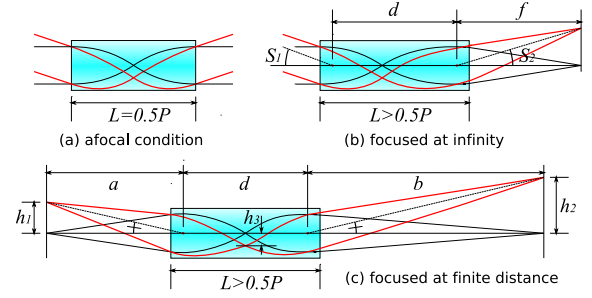 d
f
S1
S2
L=0.5P
L>0.5P
(a) afocal condition
(b) focused at infinity
a
d
b
h1
h3
h2
L>0.5P
(c) focused at finite distance